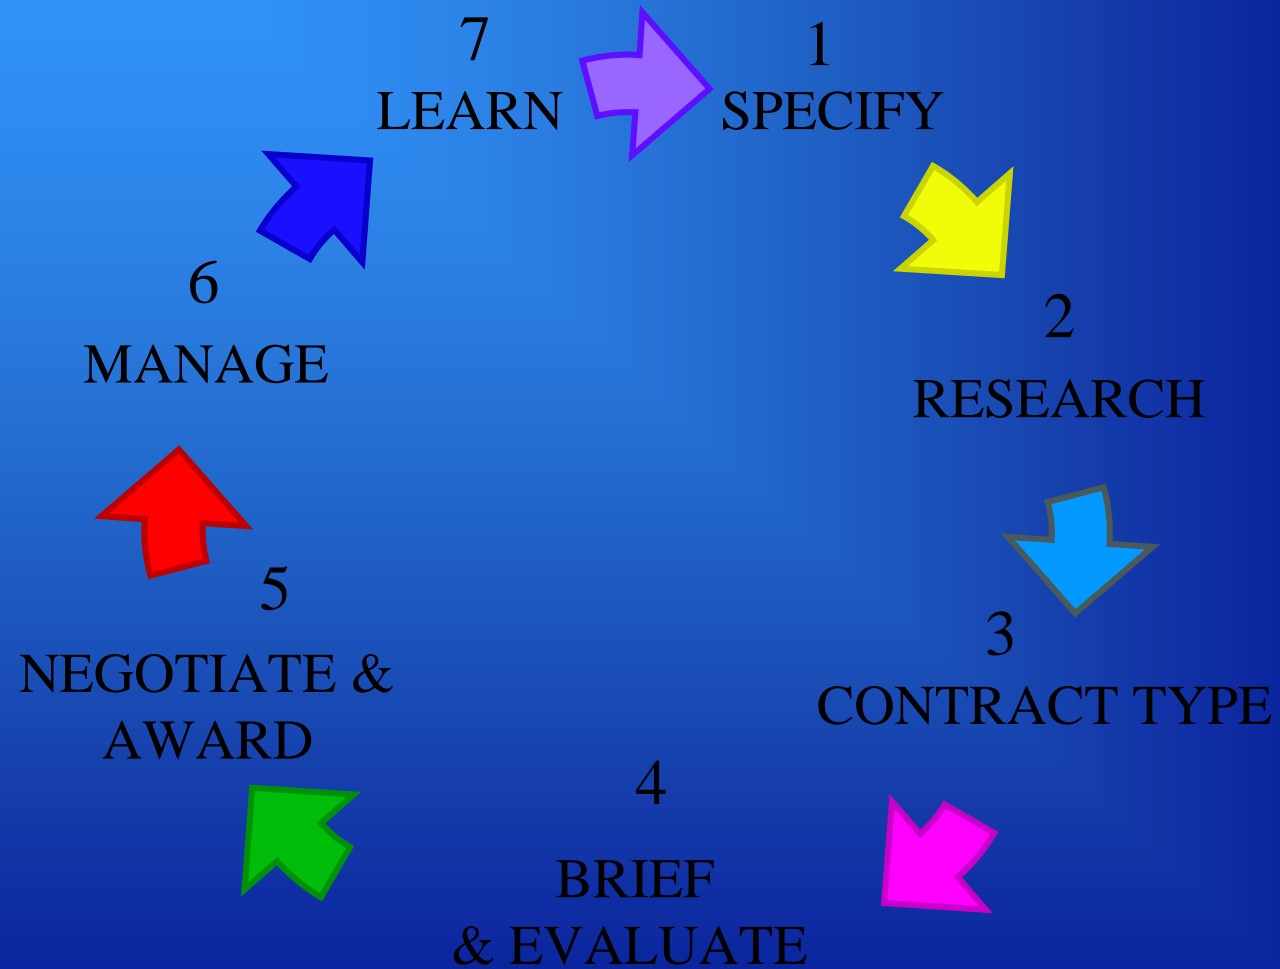 7
LEARN
1
SPECIFY
2
RESEARCH
3
CONTRACT TYPE
4
BRIEF
& EVALUATE
5
NEGOTIATE &
AWARD
6
MANAGE